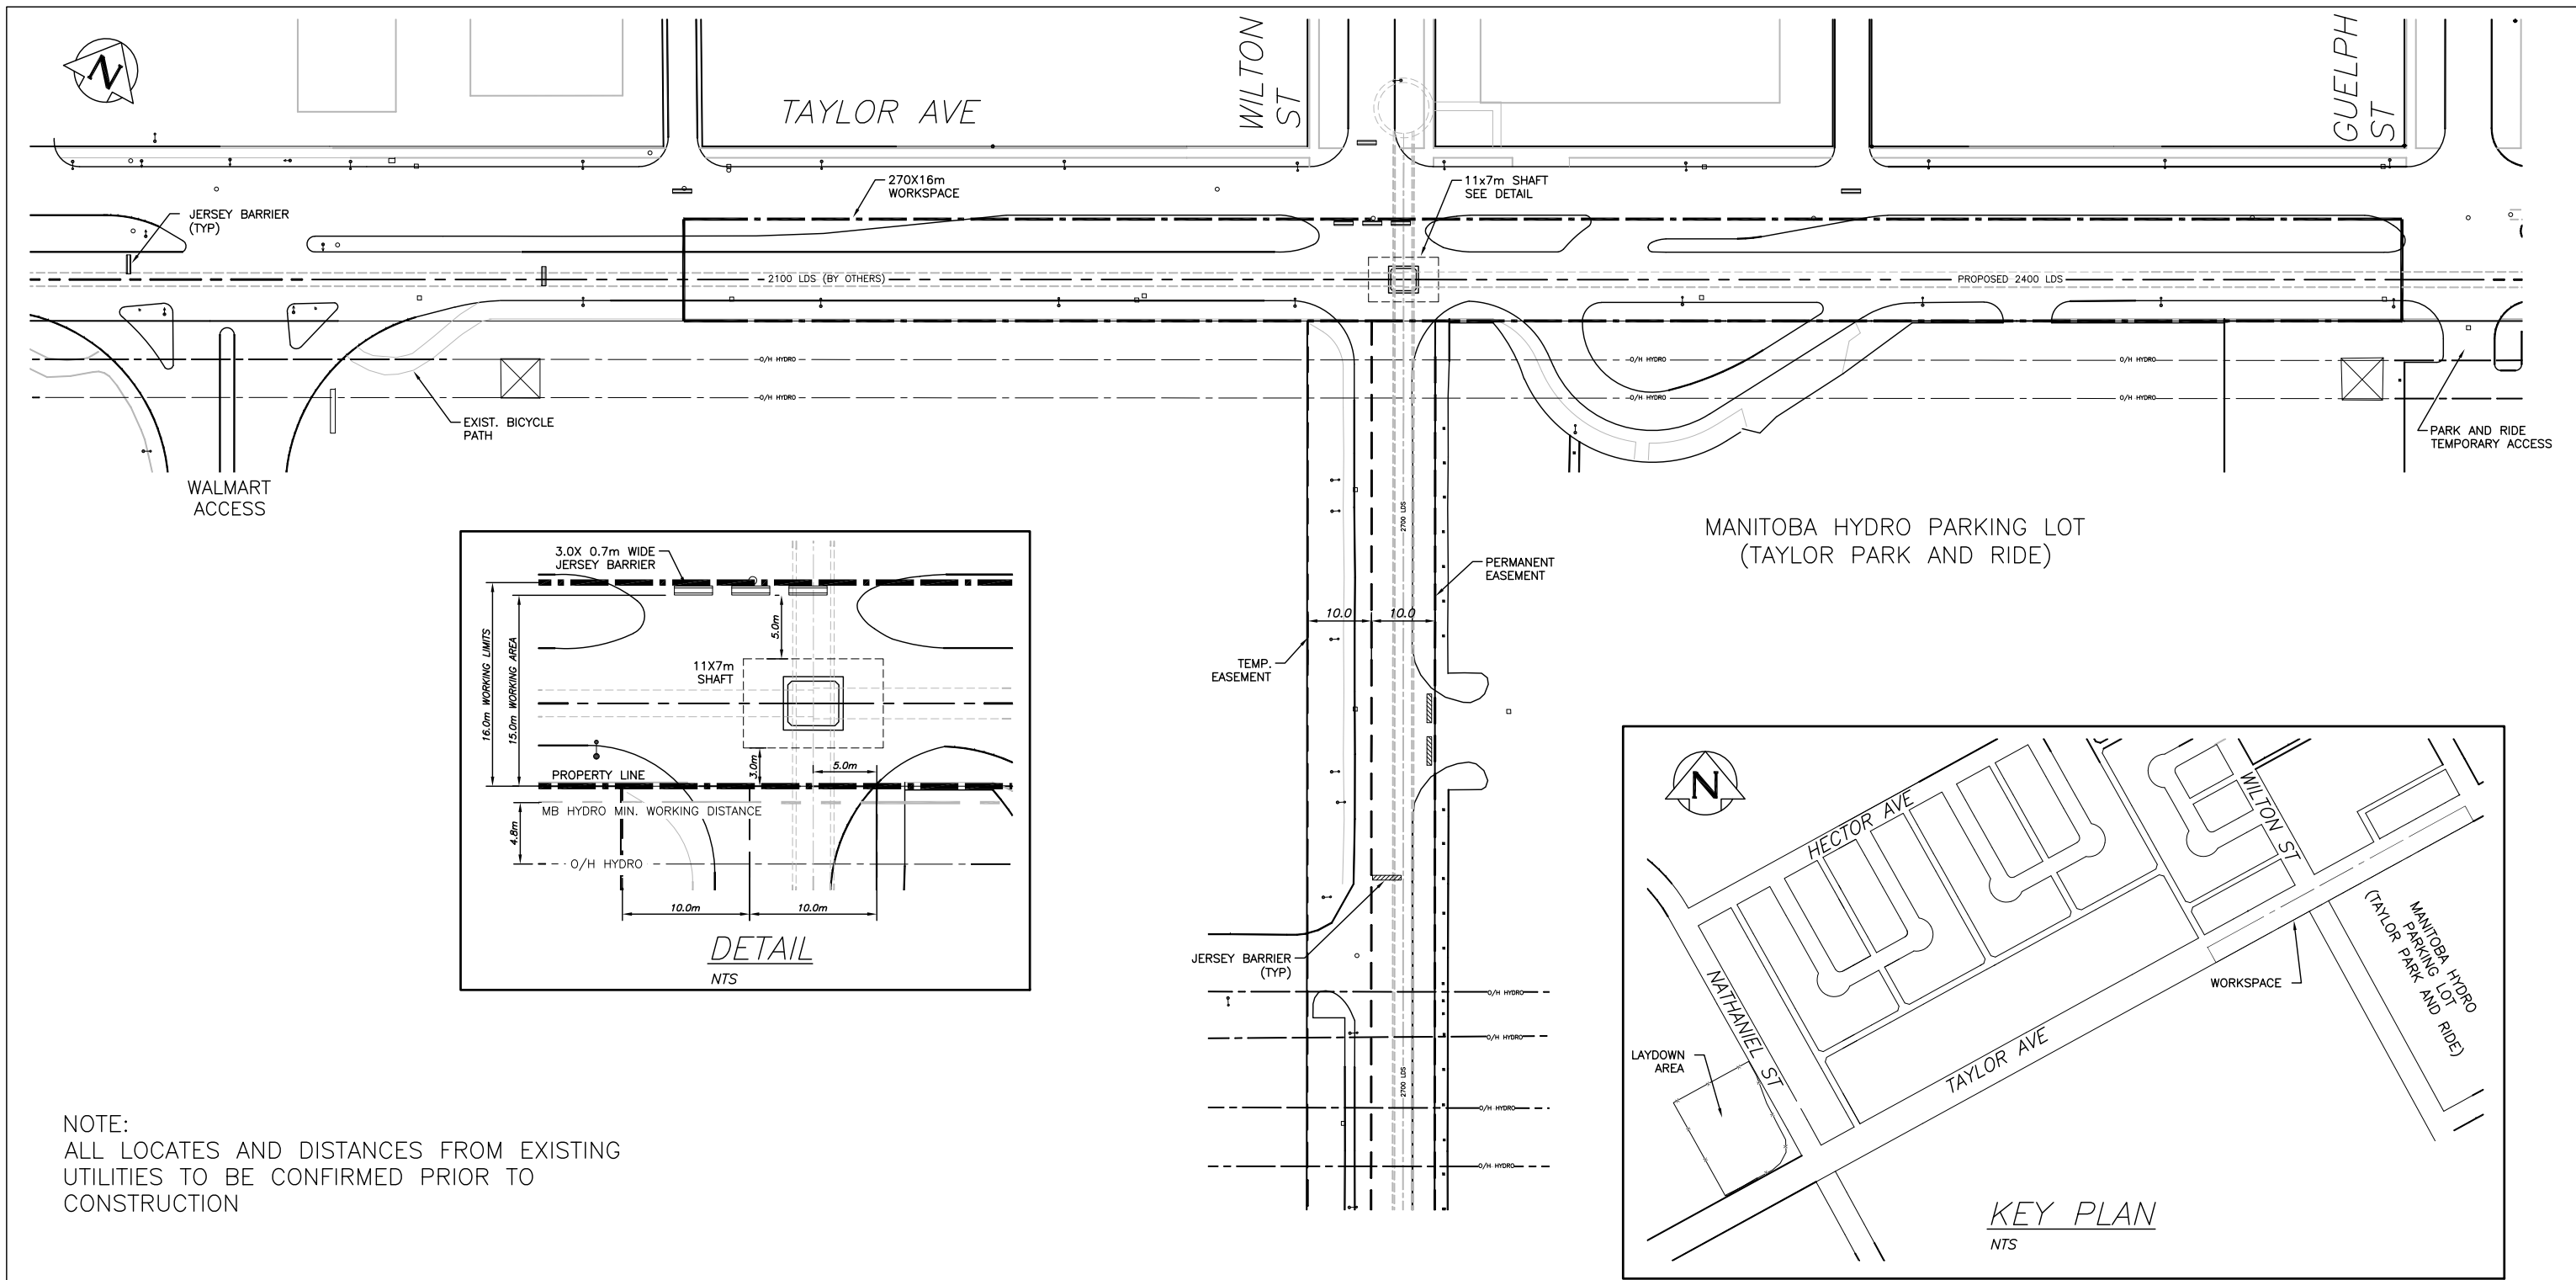 N
TAYLOR AVE
WILTON
ST
GUELPH
ST
270X16m
WORKSPACE
11x7m SHAFT
SEE DETAIL
JERSEY BARRIER
(TYP)
2100 LDS (BY OTHERS)
PROPOSED 2400 LDS
O/H HYDRO
O/H HYDRO
O/H HYDRO
O/H HYDRO
O/H HYDRO
O/H HYDRO
EXIST. BICYCLE
PATH
PARK AND RIDE
TEMPORARY ACCESS
WALMART
ACCESS
2700 LDS
MANITOBA HYDRO PARKING LOT
(TAYLOR PARK AND RIDE)
PERMANENT
EASEMENT
10.0
10.0
TEMP.
EASEMENT
JERSEY BARRIER
(TYP)
O/H HYDRO
O/H HYDRO
2700 LDS
O/H HYDRO
O/H HYDRO
3.0X 0.7m WIDE
JERSEY BARRIER
16.0m WORKING LIMITS
15.0m WORKING AREA
5.0m
11X7m
SHAFT
3.0m
5.0m
PROPERTY LINE
MB HYDRO MIN. WORKING DISTANCE
4.8m
O/H HYDRO
10.0m
10.0m
DETAIL
NTS
N
HECTOR AVE
WILTON ST
MANITOBA HYDRO
PARKING LOT
(TAYLOR PARK AND RIDE)
WORKSPACE
NATHANIEL ST
TAYLOR AVE
LAYDOWN
AREA
KEY PLAN
NTS
NOTE:
ALL LOCATES AND DISTANCES FROM EXISTING
UTILITIES TO BE CONFIRMED PRIOR TO
CONSTRUCTION